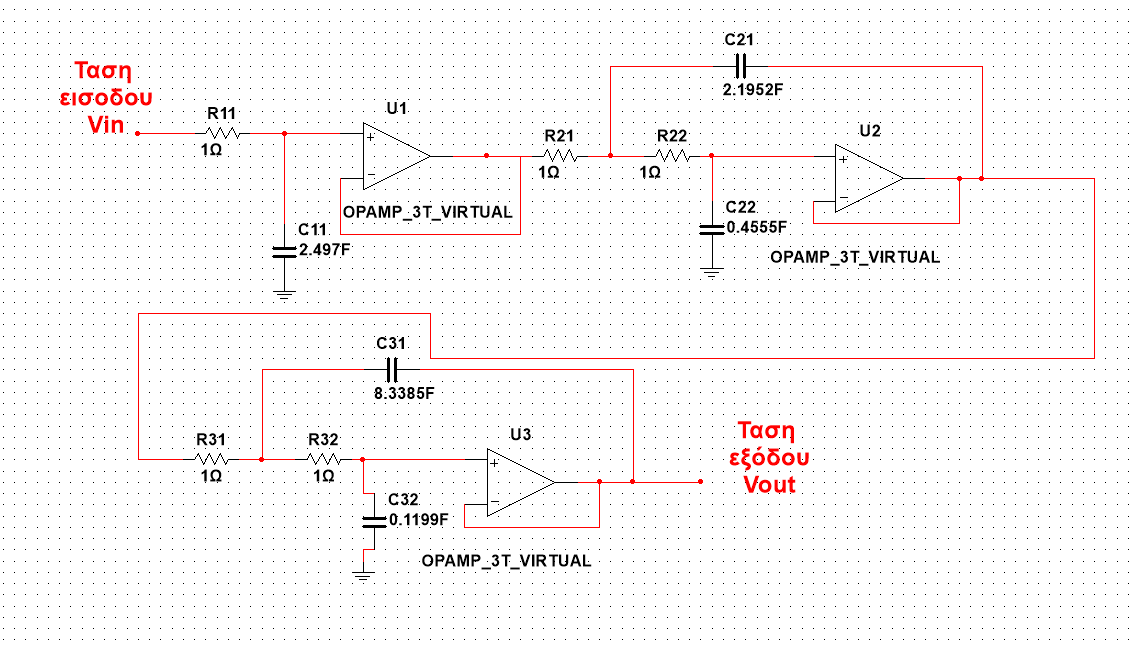 Ταση
εισοδου
Vin
R11
1Ω
C11
2.497F
U1
+
−
OPAMP_3T_VIRTUAL
R21
1Ω
R22
1Ω
C21
2.1952F
C22
0.4555F
U2
+
−
OPAMP_3T_VIRTUAL
C31
8.3385F
R31
1Ω
R32
1Ω
C32
0.1199F
U3
+
−
OPAMP_3T_VIRTUAL
Ταση
εξόδου
Vout